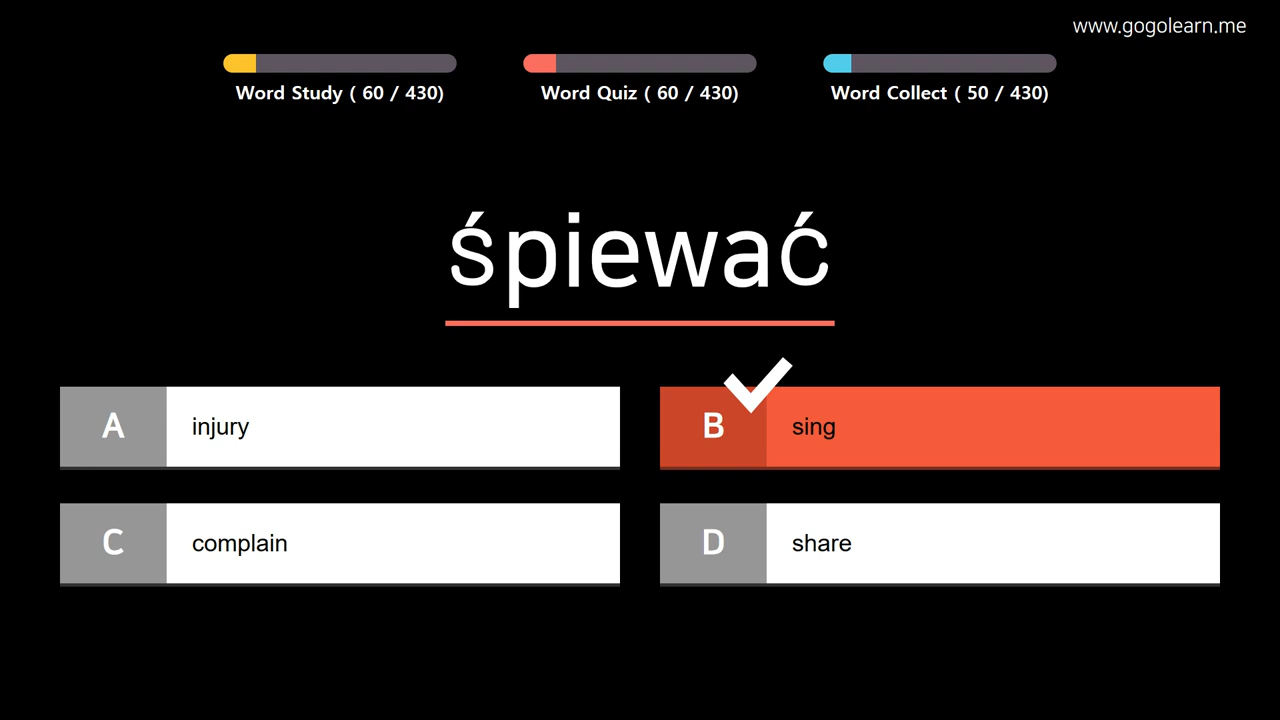 www.gogolearn.me
Word Study ( 60 / 430)
Word Quiz ( 60 / 430)
Word Collect ( 50 / 430)
śpiewać
A injury
B sing
C complain
D share